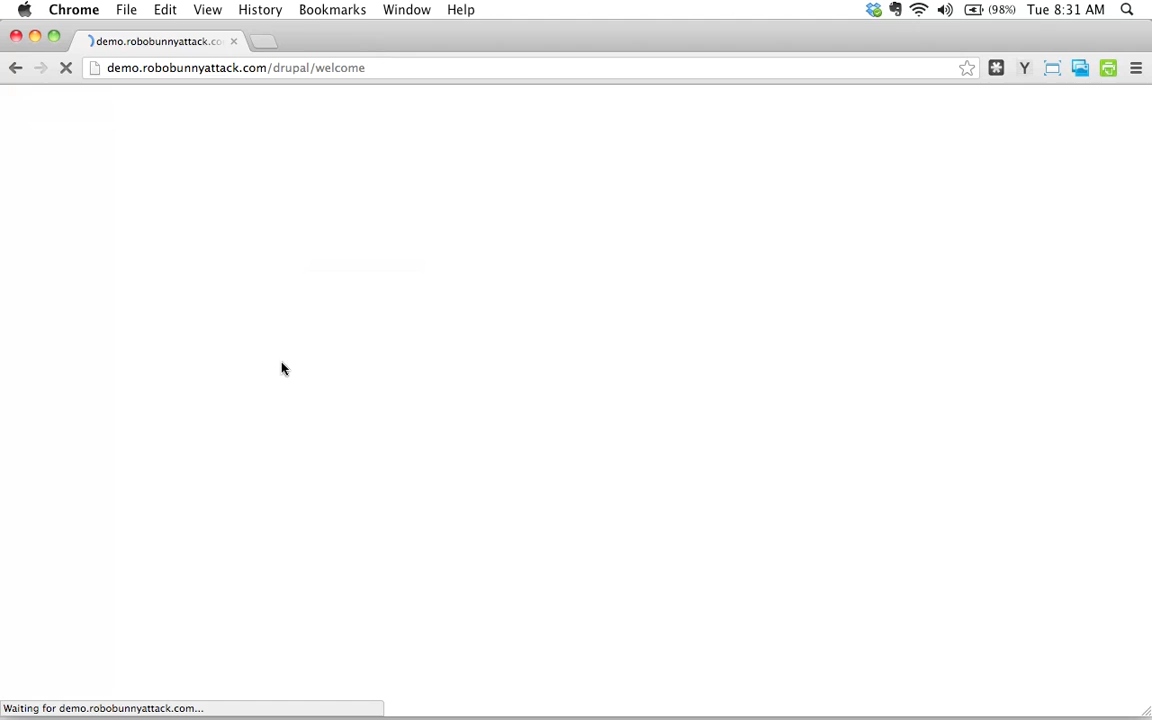 Chrome File Edit View History Bookmarks Window Help (98%) Tue 8:31 AM
demo.robobunnyattack.co
demo.robobunnyattack.com/drupal/welcome
Y
Waiting for demo.robobunnyattack.com...